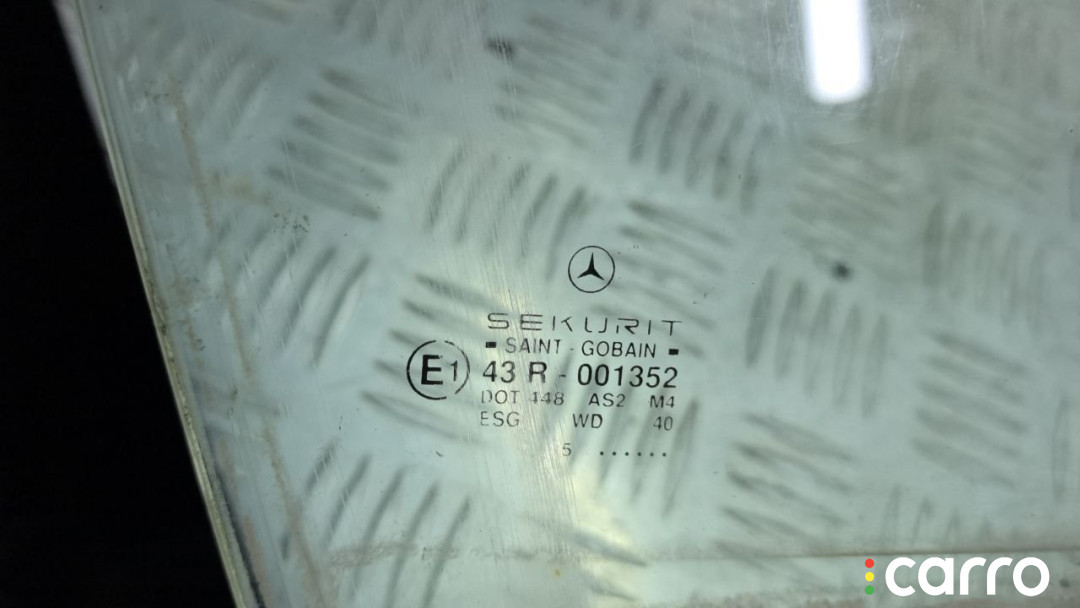 SEKURIT
SAINT - GOBAIN
E1 43 R - 001352
DOT 448 AS2 M4
ESG WD 40
5 ......
carro